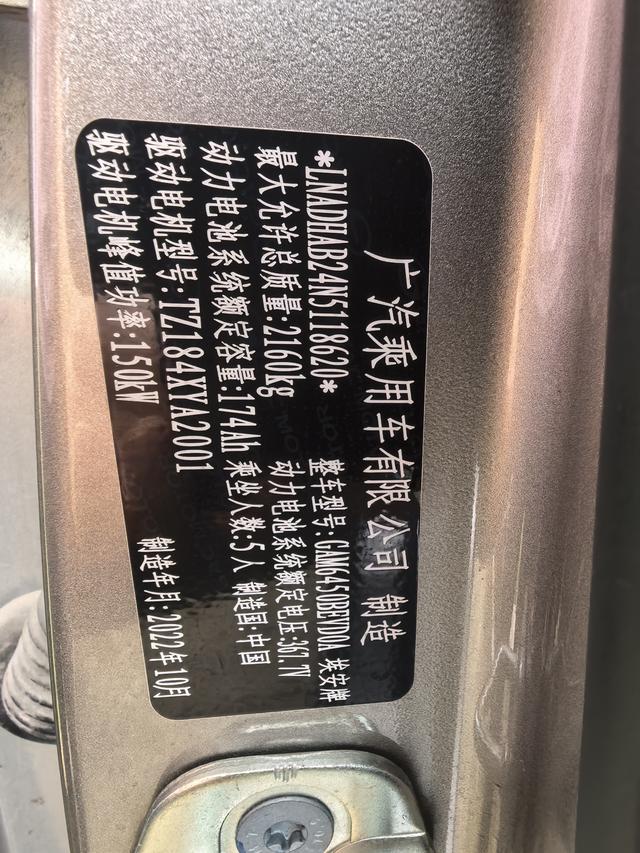 广汽乘用车有限公司 制造
*LNADHAB24N5118620* 整车型号:GAM6450BEVD0A 埃安牌
最大允许总质量:2160kg 动力电池系统额定电压:367.7V
动力电池系统额定容量:174Ah 乘坐人数:5人 制造国:中国
驱动电机型号:TZ184XYA2001
驱动电机峰值功率:150kW 制造年月:2022年10月